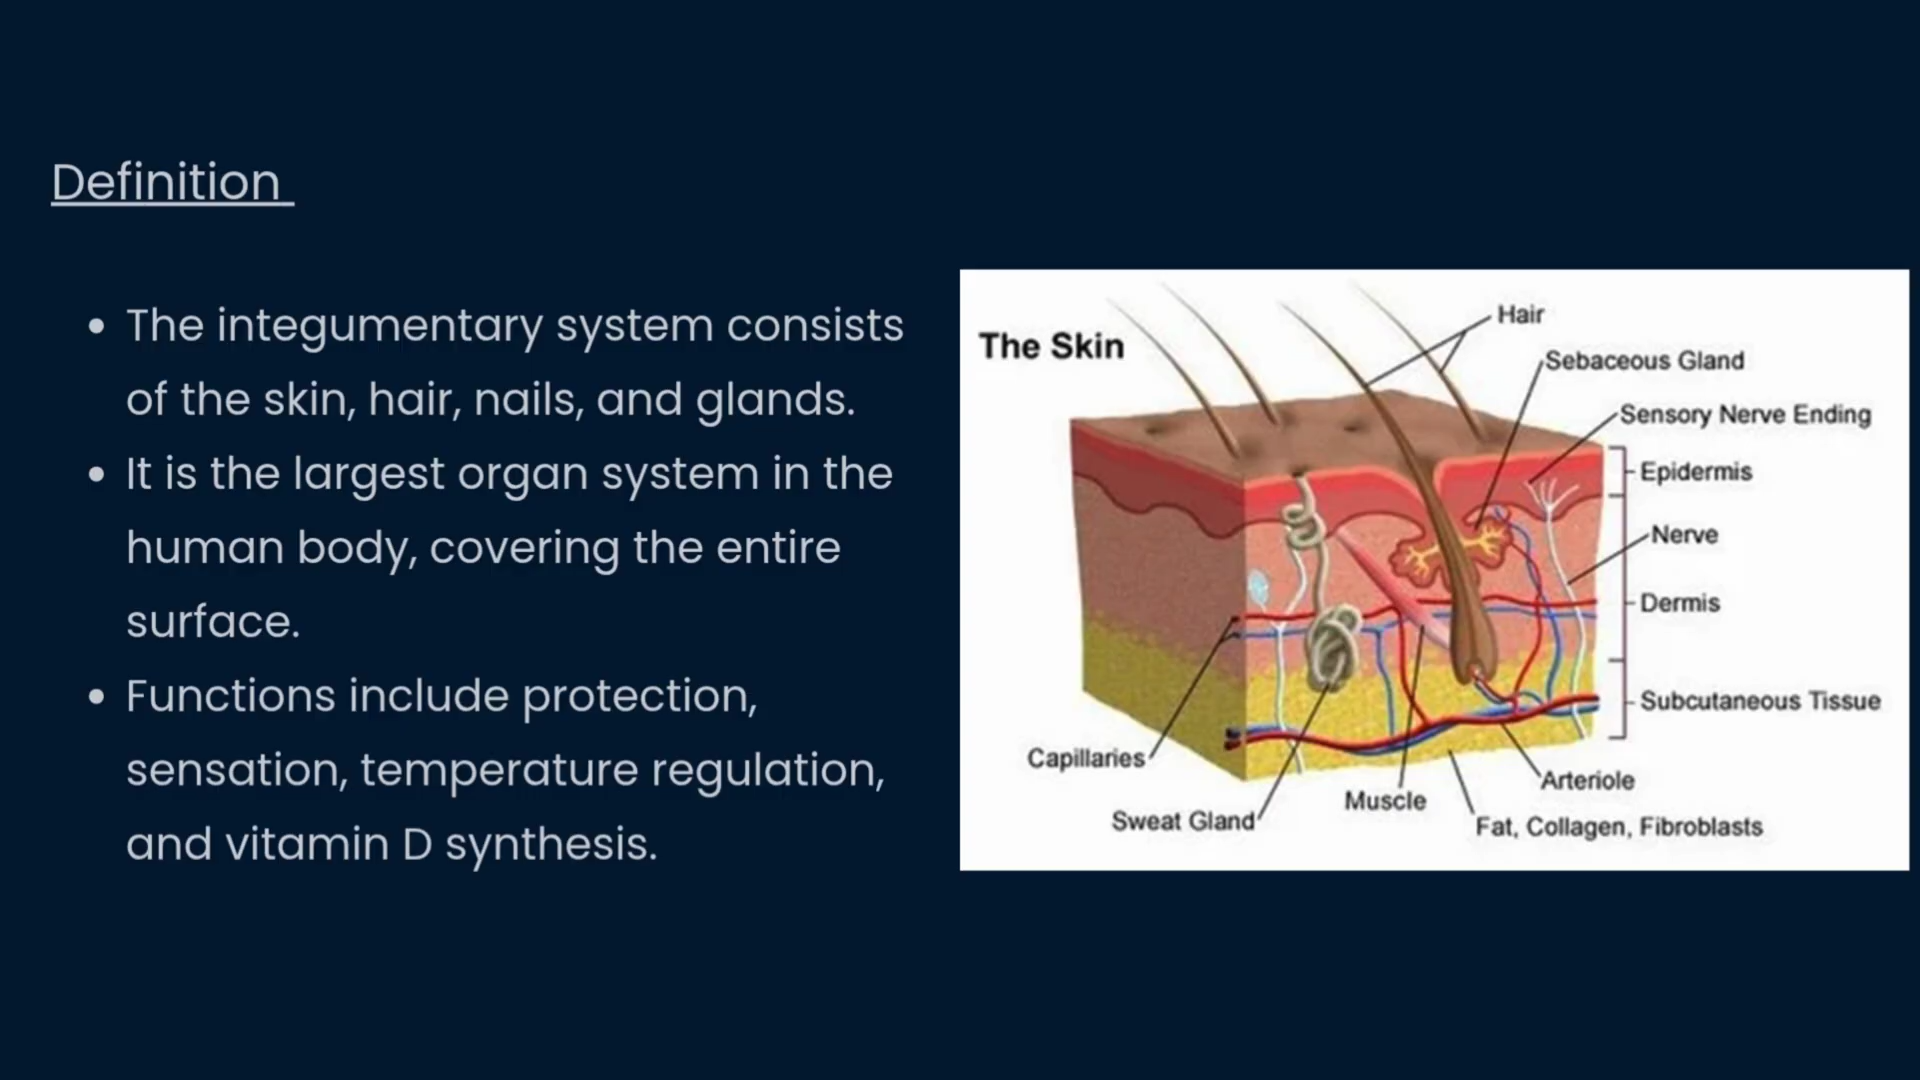 Definition
• The integumentary system consists
of the skin, hair, nails, and glands.
• It is the largest organ system in the
human body, covering the entire
surface.
• Functions include protection,
sensation, temperature regulation,
and vitamin D synthesis.
The Skin
Hair
Sebaceous Gland
Sensory Nerve Ending
Epidermis
Nerve
Dermis
Subcutaneous Tissue
Capillaries
Arteriole
Muscle
Sweat Gland
Fat, Collagen, Fibroblasts